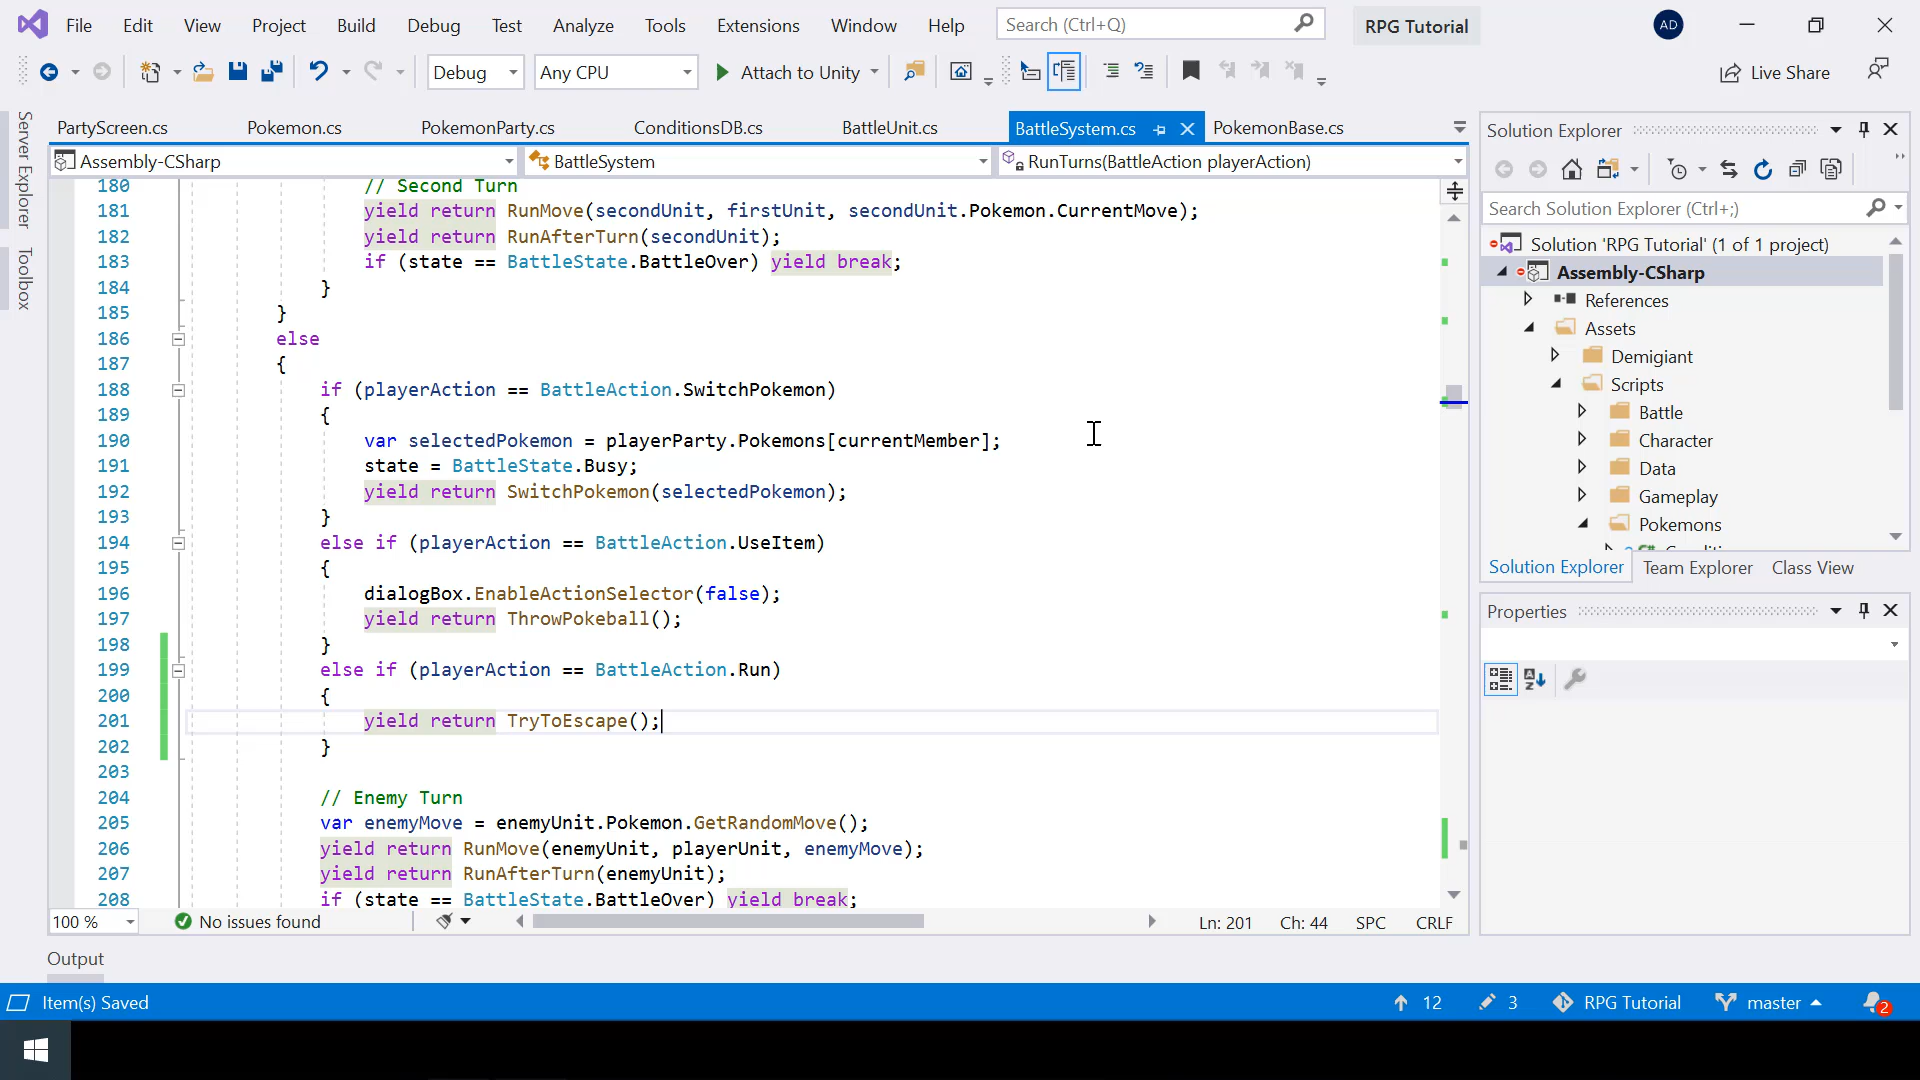 File Edit View Project Build Debug Test Analyze Tools Extensions Window Help Search (Ctrl+Q) RPG Tutorial AD
Debug Any CPU Attach to Unity Live Share
Server Explorer
Toolbox
PartyScreen.cs Pokemon.cs PokemonParty.cs ConditionsDB.cs BattleUnit.cs BattleSystem.cs PokemonBase.cs
Assembly-CSharp BattleSystem RunTurns(BattleAction playerAction)
180 // Second Turn
181 yield return RunMove(secondUnit, firstUnit, secondUnit.Pokemon.CurrentMove);
182 yield return RunAfterTurn(secondUnit);
183 if (state == BattleState.BattleOver) yield break;
184 }
185 }
186 else
187 {
188 if (playerAction == BattleAction.SwitchPokemon)
189 {
190 var selectedPokemon = playerParty.Pokemons[currentMember];
191 state = BattleState.Busy;
192 yield return SwitchPokemon(selectedPokemon);
193 }
194 else if (playerAction == BattleAction.UseItem)
195 {
196 dialogBox.EnableActionSelector(false);
197 yield return ThrowPokeball();
198 }
199 else if (playerAction == BattleAction.Run)
200 {
201 yield return TryToEscape();
202 }
203
204 // Enemy Turn
205 var enemyMove = enemyUnit.Pokemon.GetRandomMove();
206 yield return RunMove(enemyUnit, playerUnit, enemyMove);
207 yield return RunAfterTurn(enemyUnit);
208 if (state == BattleState.BattleOver) yield break;
100 % No issues found Ln: 201 Ch: 44 SPC CRLF
Solution Explorer
Search Solution Explorer (Ctrl+;)
Solution 'RPG Tutorial' (1 of 1 project)
Assembly-CSharp
References
Assets
Demigiant
Scripts
Battle
Character
Data
Gameplay
Pokemons
Solution Explorer Team Explorer Class View
Properties
Output
Item(s) Saved 12 3 RPG Tutorial master 2